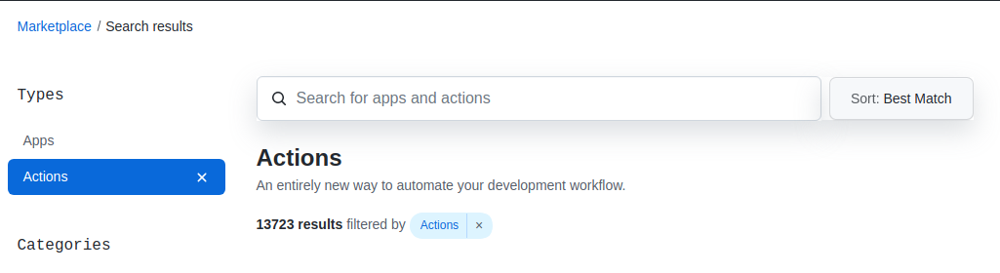 Marketplace / Search results
Types
Apps
Actions ×
Categories
Search for apps and actions
Sort: Best Match
Actions
An entirely new way to automate your development workflow.
13723 results filtered by Actions ×